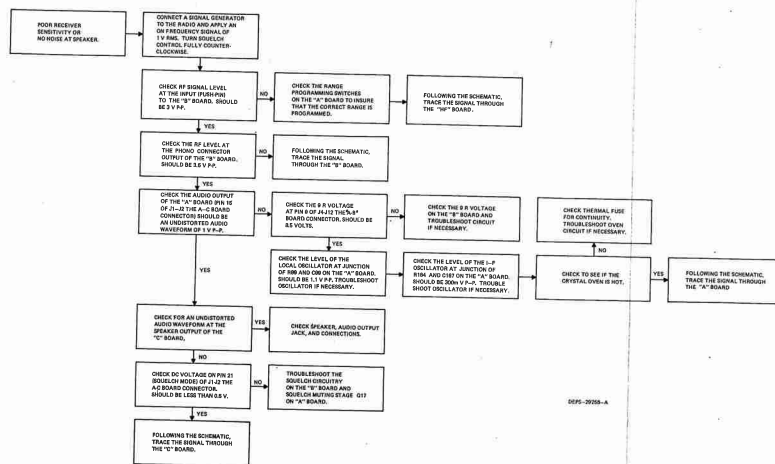 POOR RECEIVER
SENSITIVITY OR
NO NOISE AT SPEAKER.
CONNECT A SIGNAL GENERATOR
TO THE RADIO AND APPLY AN
ON FREQUENCY SIGNAL OF
1 V RMS. TURN SQUELCH
CONTROL FULLY COUNTER-
CLOCKWISE.
CHECK RF SIGNAL LEVEL
AT THE INPUT (PUSH-PIN)
TO THE "B" BOARD. SHOULD
BE 3 V P-P.
NO
CHECK THE RANGE
PROGRAMMING SWITCHES
ON THE "A" BOARD TO INSURE
THAT THE CORRECT RANGE IS
PROGRAMMED.
FOLLOWING THE SCHEMATIC,
TRACE THE SIGNAL THROUGH
THE "HF" BOARD.
YES
CHECK THE RF LEVEL AT
THE PHONO CONNECTOR
OUTPUT OF THE "B" BOARD.
SHOULD BE 3.5 V P-P.
NO
FOLLOWING THE SCHEMATIC,
TRACE THE SIGNAL
THROUGH THE "B" BOARD.
YES
CHECK THE AUDIO OUTPUT
OF THE "A" BOARD (PIN 15
OF J1-J2 THE A-C BOARD
CONNECTOR) SHOULD BE
AN UNDISTORTED AUDIO
WAVEFORM OF 1 V P-P.
NO
CHECK THE 9 R VOLTAGE
AT PIN 9 OF J4-J12 THE
BOARD CONNECTOR. SHOULD BE
8.5 VOLTS.
NO
CHECK THE 9 R VOLTAGE
ON THE "B" BOARD AND
TROUBLESHOOT CIRCUIT
IF NECESSARY.
CHECK THERMAL FUSE
FOR CONTINUITY.
TROUBLESHOOT OVEN
CIRCUIT IF NECESSARY.
YES
NO
CHECK THE LEVEL OF THE
LOCAL OSCILLATOR AT JUNCTION
OF R89 AND C99 ON THE "A" BOARD.
SHOULD BE 1.1 V P-P. TROUBLESHOOT
OSCILLATOR IF NECESSARY.
CHECK THE LEVEL OF THE I-F
OSCILLATOR AT JUNCTION OF
R184 AND C187 ON THE "A" BOARD.
SHOULD BE 300m V P-P. TROUBLE
SHOOT OSCILLATOR IF NECESSARY.
CHECK TO SEE IF THE
CRYSTAL OVEN IS HOT.
YES
FOLLOWING THE SCHEMATIC,
TRACE THE SIGNAL THROUGH
THE "A" BOARD
YES
CHECK FOR AN UNDISTORTED
AUDIO WAVEFORM AT THE
SPEAKER OUTPUT OF THE
"C" BOARD.
YES
CHECK SPEAKER, AUDIO OUTPUT
JACK, AND CONNECTIONS.
NO
CHECK DC VOLTAGE ON PIN 21
(SQUELCH MODE) OF J1-J2 THE
A-C BOARD CONNECTOR.
SHOULD BE LESS THAN 0.5 V.
NO
TROUBLESHOOT THE
SQUELCH CIRCUITRY
ON THE "B" BOARD AND
SQUELCH MUTING STAGE Q17
ON "A" BOARD.
YES
FOLLOWING THE SCHEMATIC,
TRACE THE SIGNAL THROUGH
THE "C" BOARD.
DEPS-29258-A